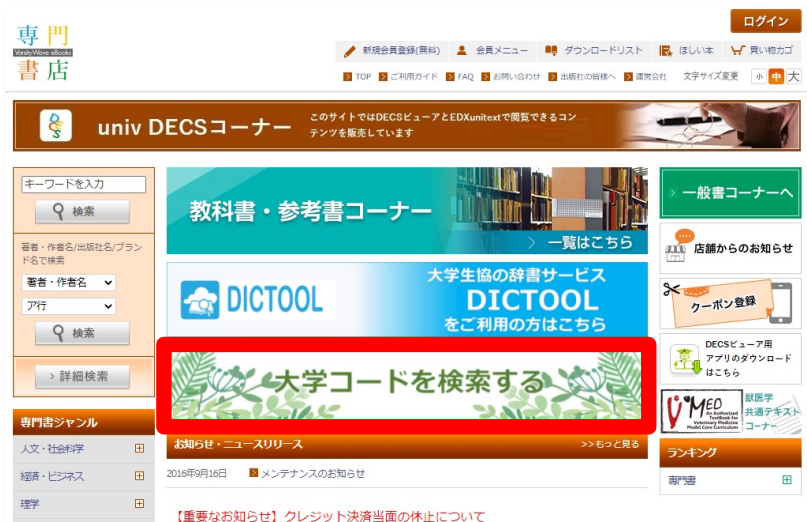 専門
VarsityWave eBooks
書店
ログイン
新規会員登録(無料) 会員メニュー ダウンロードリスト ほしい本 買い物カゴ
TOP ご利用ガイド FAQ お問い合わせ 出版社の皆様へ 運営会社 文字サイズ変更 小 中 大
univ DECSコーナー
このサイトではDECSビューアとEDXunitextで閲覧できるコン
テンツを販売しています
キーワードを入力
検索
著者・作者名/出版社名/ブラン
ド名で検索
著者・作者名
ア行
検索
> 詳細検索
専門書ジャンル
人文・社会科学
経済・ビジネス
理学
教科書・参考書コーナー
> 一覧はこちら
DICTOOL
大学生協の辞書サービス
DICTOOL
をご利用の方はこちら
大学コードを検索する
お知らせ・ニュースリリース >>もっと見る
2016年9月16日 メンテナンスのお知らせ
【重要なお知らせ】クレジット決済当面の休止について
一般書コーナーへ
店舗からのお知らせ
クーポン登録
DECSビューア用
アプリのダウンロード
はこちら
V MED
An Authorized
TextBook for
Veterinary Medicine
Model Core Curriculum
獣医学
共通テキスト
コーナー
ランキング
専門書